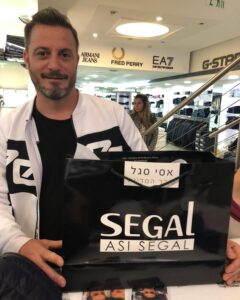 ARMANI
JEANS
FRED PERRY
EA7
G-STAR
אסי סגל
SEGAL
ASI SEGAL